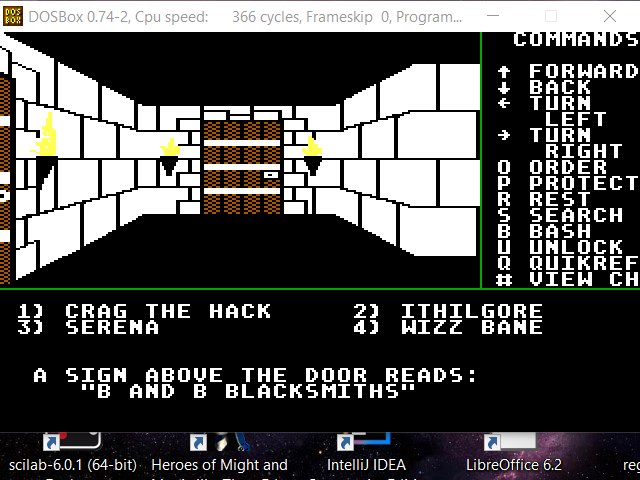 DOSBox 0.74-2, Cpu speed: 366 cycles, Frameskip 0, Program...
COMMANDS
↑ FORWARD
↓ BACK
← TURN
LEFT
→ TURN
RIGHT
O ORDER
P PROTECT
R REST
S SEARCH
B BASH
U UNLOCK
Q QUIKREF
# VIEW CH
1) CRAG THE HACK 2) ITHILGORE
3) SERENA 4) WIZZ BANE
A SIGN ABOVE THE DOOR READS:
"B AND B BLACKSMITHS"
scilab-6.0.1 (64-bit) Heroes of Might and IntelliJ IDEA LibreOffice 6.2 reg